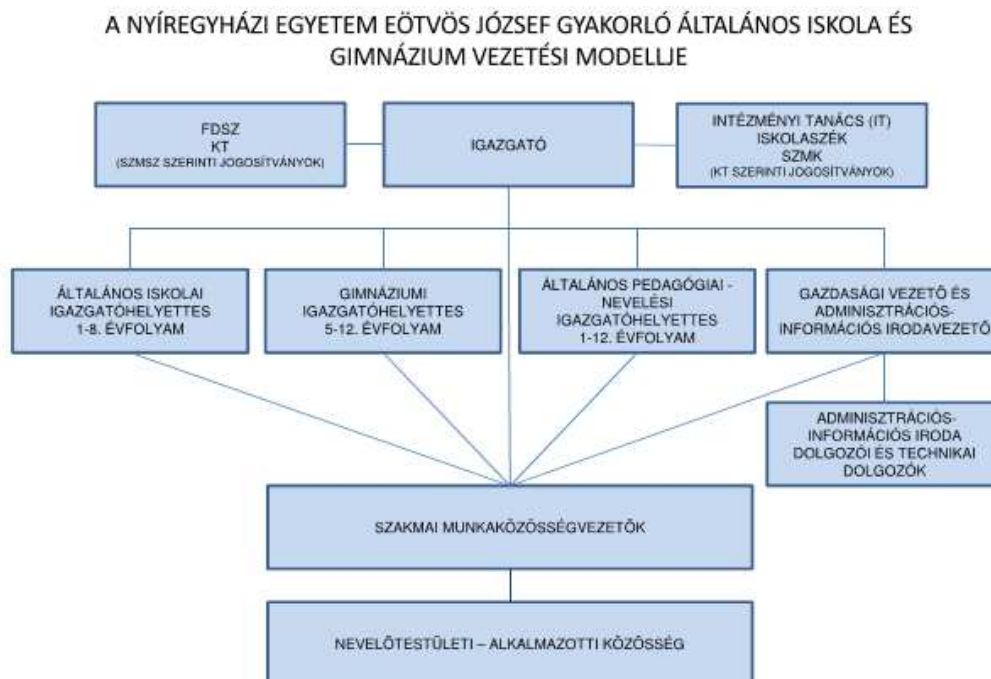 A NYÍREGYHÁZI EGYETEM EÖTVÖS JÓZSEF GYAKORLÓ ÁLTALÁNOS ISKOLA ÉS
GIMNÁZIUM VEZETÉSI MODELLJE
FDSZ
KT
(SZMSZ SZERINTI JOGOSÍTVÁNYOK)
IGAZGATÓ
INTÉZMÉNYI TANÁCS (IT)
ISKOLASZÉK
SZMK
(KT SZERINTI JOGOSÍTVÁNYOK)
ÁLTALÁNOS ISKOLAI
IGAZGATÓHELYETTES
1-8. ÉVFOLYAM
GIMNÁZIUMI
IGAZGATÓHELYETTES
5-12. ÉVFOLYAM
ÁLTALÁNOS PEDAGÓGIAI -
NEVELÉSI
IGAZGATÓHELYETTES
1-12. ÉVFOLYAM
GAZDASÁGI VEZETŐ ÉS
ADMINISZTRÁCIÓS-
INFORMÁCIÓS IRODAVEZETŐ
ADMINISZTRÁCIÓS-
INFORMÁCIÓS IRODA
DOLGOZÓI ÉS TECHNIKAI
DOLGOZÓK
SZAKMAI MUNKAKÖZÖSSÉGVEZETŐK
NEVELŐTESTÜLETI – ALKALMAZOTTI KÖZÖSSÉG